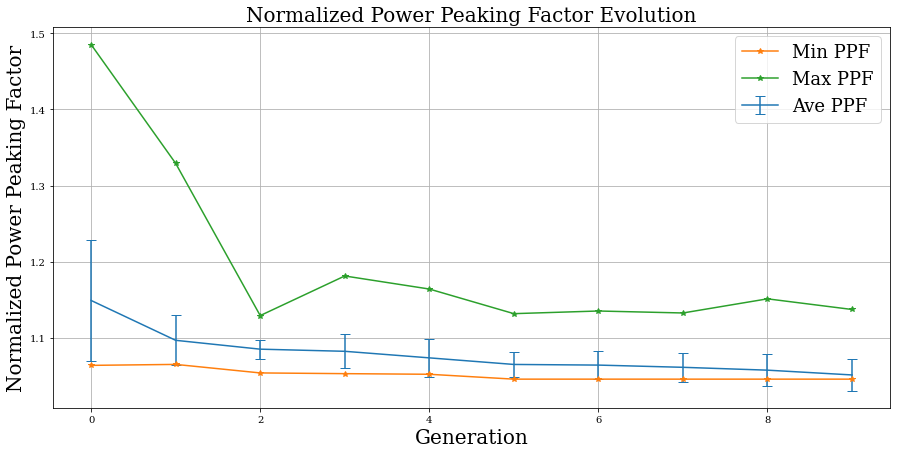 Normalized Power Peaking Factor Evolution
Normalized Power Peaking Factor
1.5
1.4
1.3
1.2
1.1
Min PPF
Max PPF
Ave PPF
0
2
4
6
8
Generation